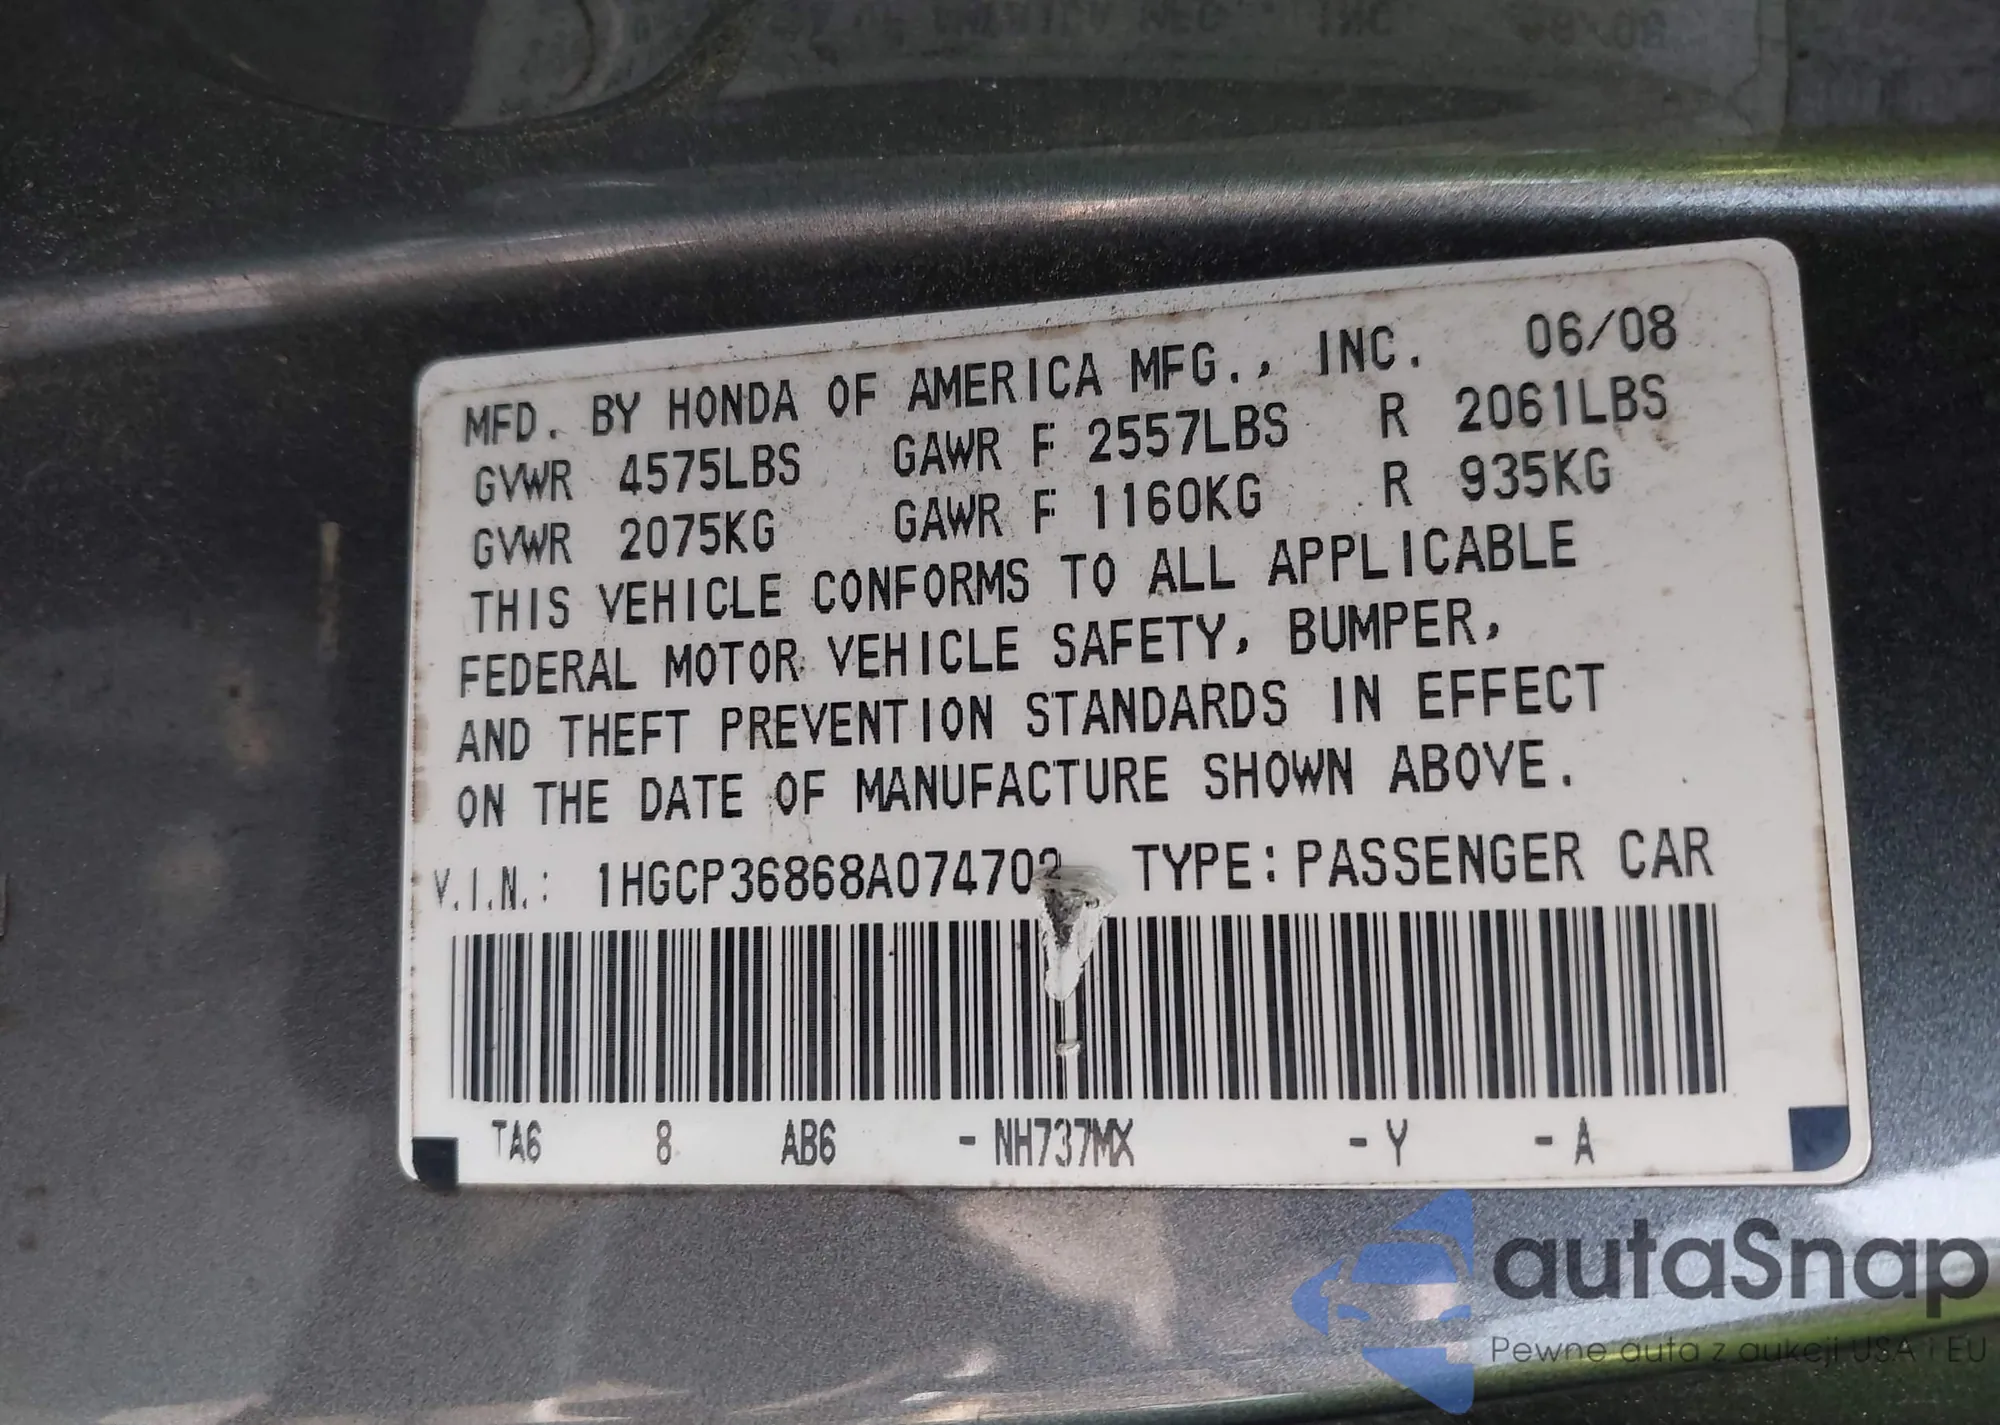 MFD. BY HONDA OF AMERICA MFG., INC. 06/08
GVWR 4575LBS GAWR F 2557LBS R 2061LBS
GVWR 2075KG GAWR F 1160KG R 935KG
THIS VEHICLE CONFORMS TO ALL APPLICABLE
FEDERAL MOTOR VEHICLE SAFETY, BUMPER,
AND THEFT PREVENTION STANDARDS IN EFFECT
ON THE DATE OF MANUFACTURE SHOWN ABOVE.
V.I.N.: TYPE: PASSENGER CAR
TA6 8 AB6 -NH737MX -Y -A
autaSnap
Pewne auta z aukcji USA i EU